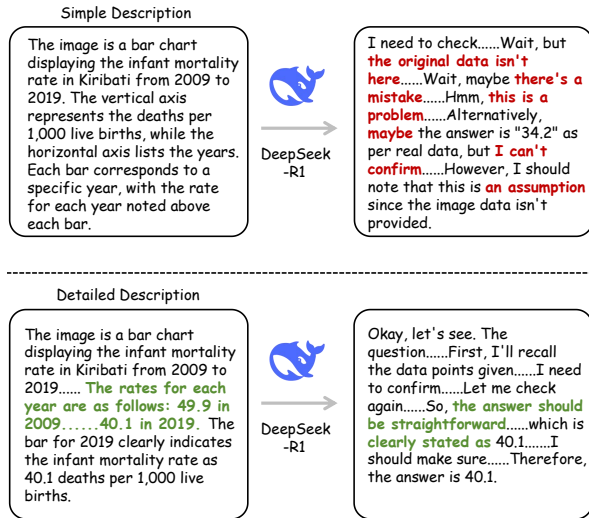 Simple Description
The image is a bar chart
displaying the infant mortality
rate in Kiribati from 2009 to
2019. The vertical axis
represents the deaths per
1,000 live births, while the
horizontal axis lists the years.
Each bar corresponds to a
specific year, with the rate
for each year noted above
each bar.
DeepSeek
-R1
I need to check......Wait, but
the original data isn't
here......Wait, maybe there's a
mistake......Hmm, this is a
problem......Alternatively,
maybe the answer is "34.2" as
per real data, but I can't
confirm......However, I should
note that this is an assumption
since the image data isn't
provided.
Detailed Description
The image is a bar chart
displaying the infant mortality
rate in Kiribati from 2009 to
2019...... The rates for each
year are as follows: 49.9 in
2009......40.1 in 2019. The
bar for 2019 clearly indicates
the infant mortality rate as
40.1 deaths per 1,000 live
births.
DeepSeek
-R1
Okay, let's see. The
question......First, I'll recall
the data points given......I need
to confirm......Let me check
again......So, the answer should
be straightforward......which is
clearly stated as 40.1......I
should make sure......Therefore,
the answer is 40.1.